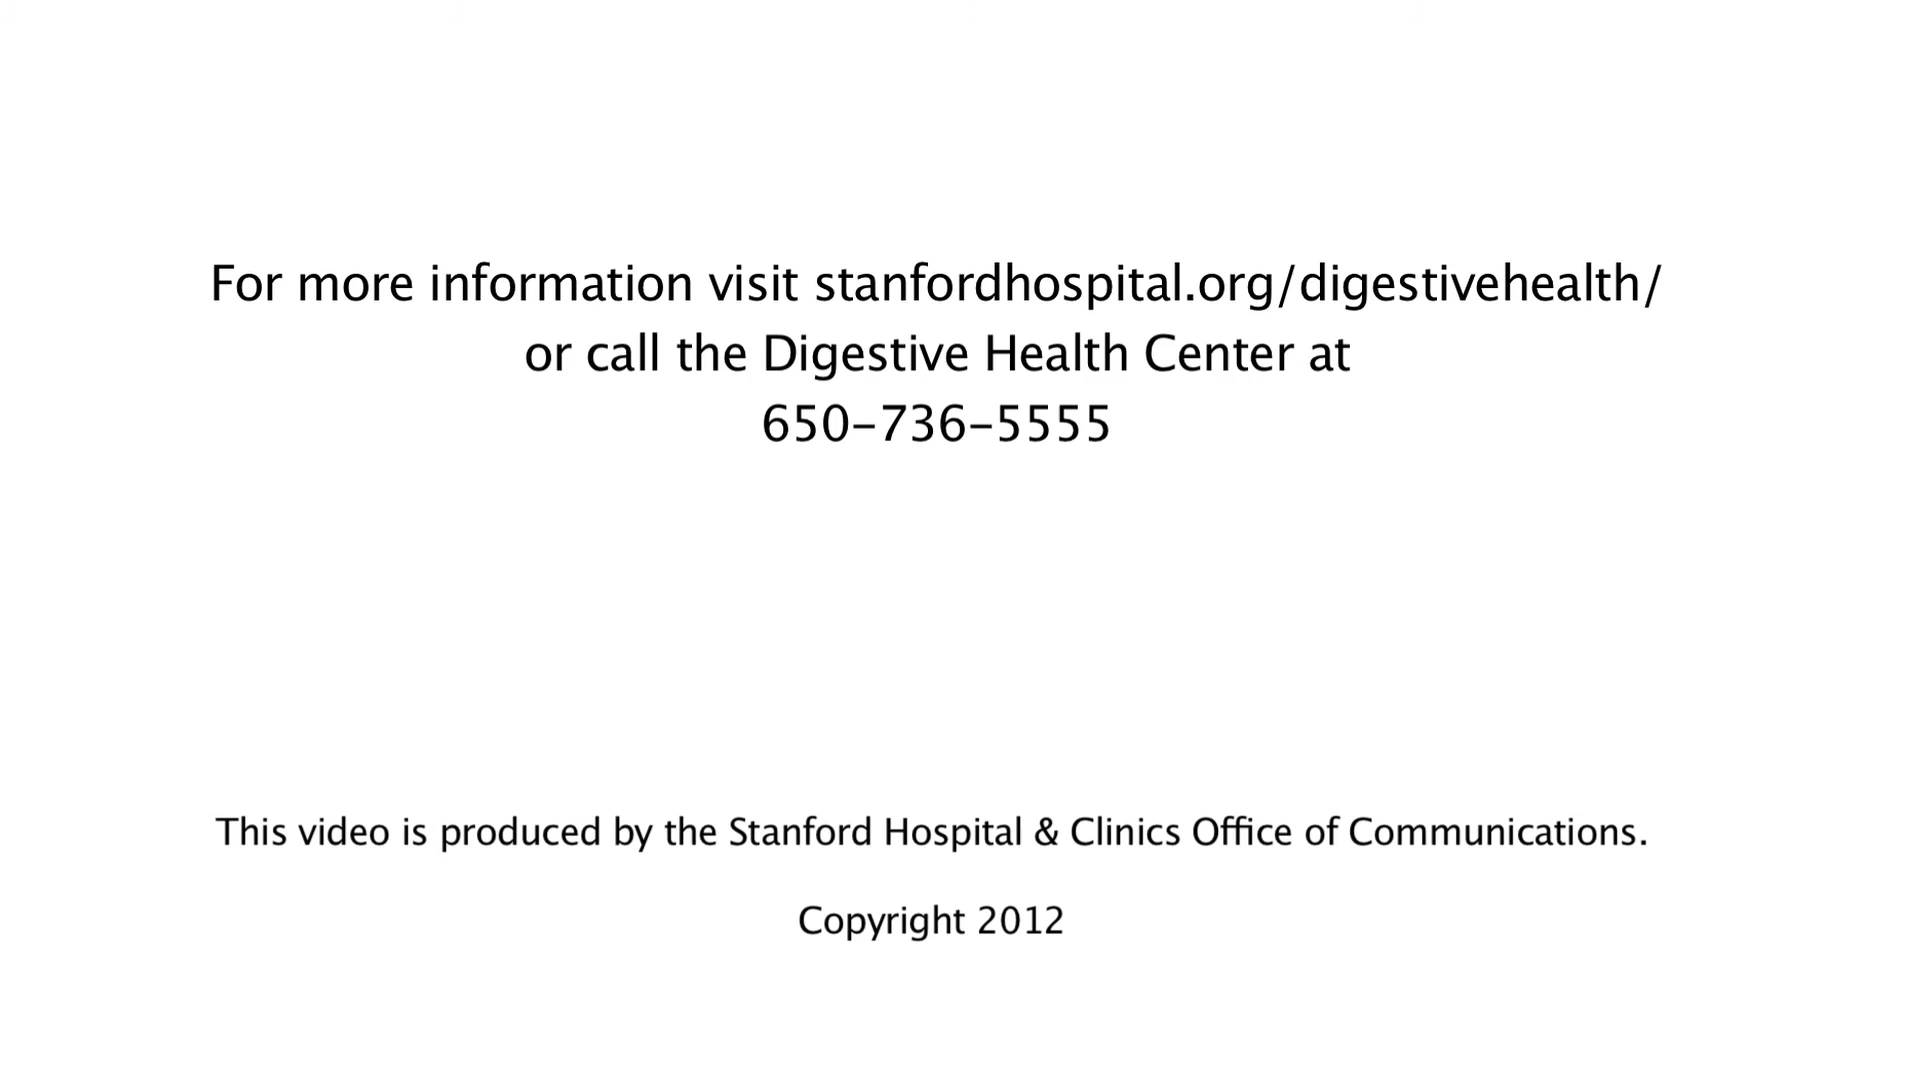 For more information visit stanfordhospital.org/digestivehealth/
or call the Digestive Health Center at
650-736-5555
This video is produced by the Stanford Hospital & Clinics Office of Communications.
Copyright 2012